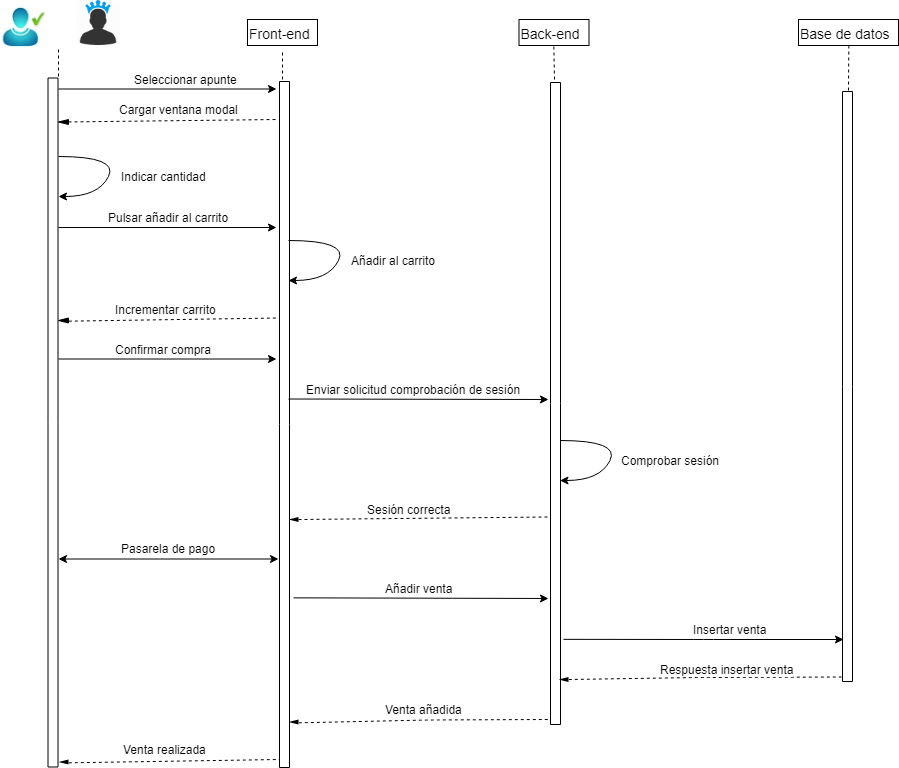 Front-end
Back-end
Base de datos
Seleccionar apunte
Cargar ventana modal
Indicar cantidad
Pulsar añadir al carrito
Añadir al carrito
Incrementar carrito
Confirmar compra
Enviar solicitud comprobación de sesión
Comprobar sesión
Sesión correcta
Pasarela de pago
Añadir venta
Insertar venta
Respuesta insertar venta
Venta añadida
Venta realizada